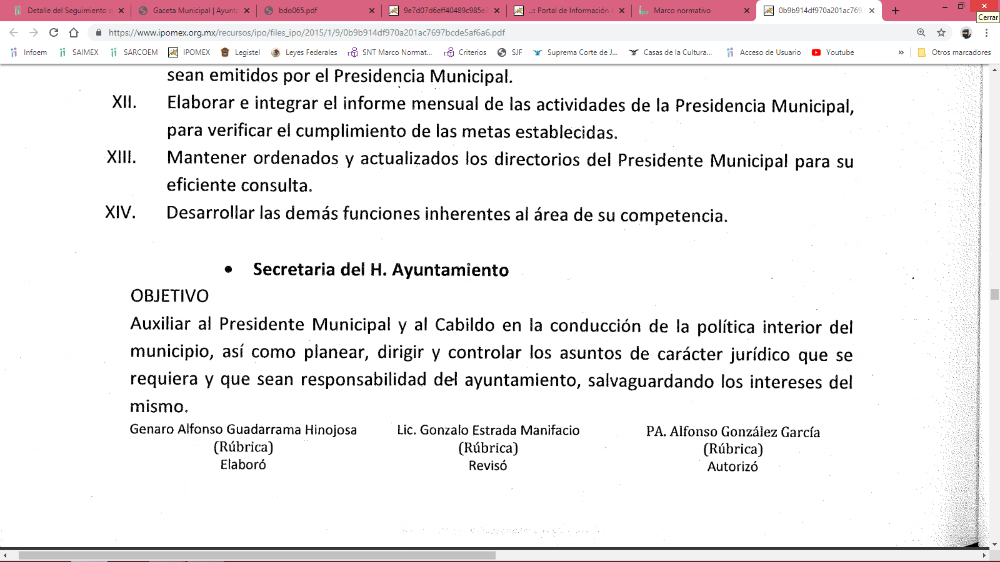 Detalle del Seguimiento d
Gaceta Municipal | Ayunta
bdo065.pdf
9e7d07d6eff40489c985e2
..:: Portal de Información P
Marco normativo
0b9b914df970a201ac769
Cerrar
https://www.ipomex.org.mx/recursos/ipo/files_ipo/2015/1/9/0b9b914df970a201ac7697bcde5af6a6.pdf
Infoem SAIMEX SARCOEM IPOMEX Legistel Leyes Federales SNT Marco Normat... Criterios SJF Suprema Corte de J... Casas de la Cultura... Acceso de Usuario Youtube » Otros marcadores
sean emitidos por el Presidencia Municipal.
XII. Elaborar e integrar el informe mensual de las actividades de la Presidencia Municipal,
para verificar el cumplimiento de las metas establecidas.
XIII. Mantener ordenados y actualizados los directorios del Presidente Municipal para su
eficiente consulta.
XIV. Desarrollar las demás funciones inherentes al área de su competencia.
• Secretaria del H. Ayuntamiento
OBJETIVO
Auxiliar al Presidente Municipal y al Cabildo en la conducción de la política interior del
municipio, así como planear, dirigir y controlar los asuntos de carácter jurídico que se
requiera y que sean responsabilidad del ayuntamiento, salvaguardando los intereses del
mismo.
Genaro Alfonso Guadarrama Hinojosa Lic. Gonzalo Estrada Manifacio PA. Alfonso González García
(Rúbrica) (Rúbrica) (Rúbrica)
Elaboró Revisó Autorizó